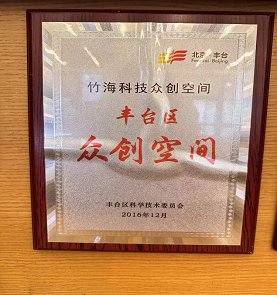 北京 丰台
Fengtai·Beijing
竹海科技众创空间
丰台区
众创空间
丰台区科学技术委员会
2016年12月